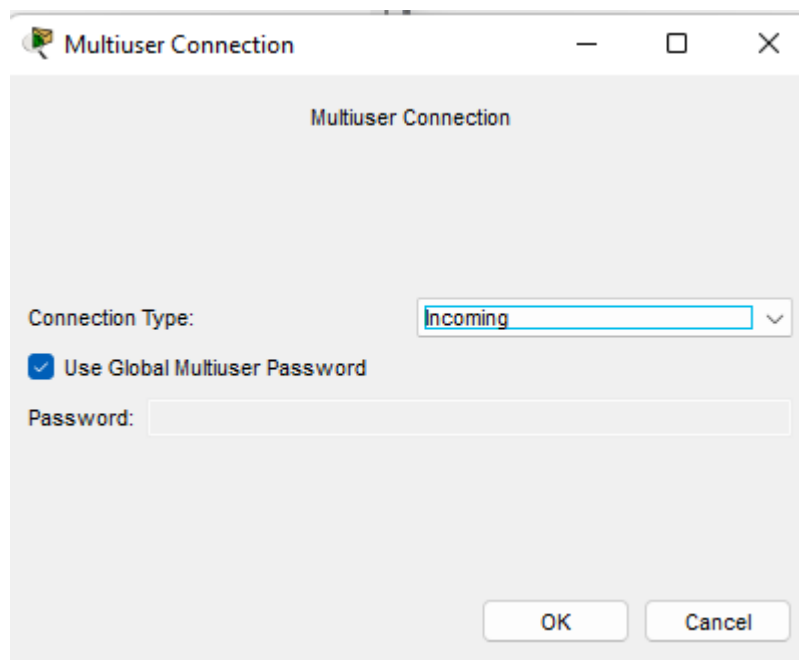 Multiuser Connection
Multiuser Connection
Connection Type: Incoming
Use Global Multiuser Password
Password:
OK Cancel